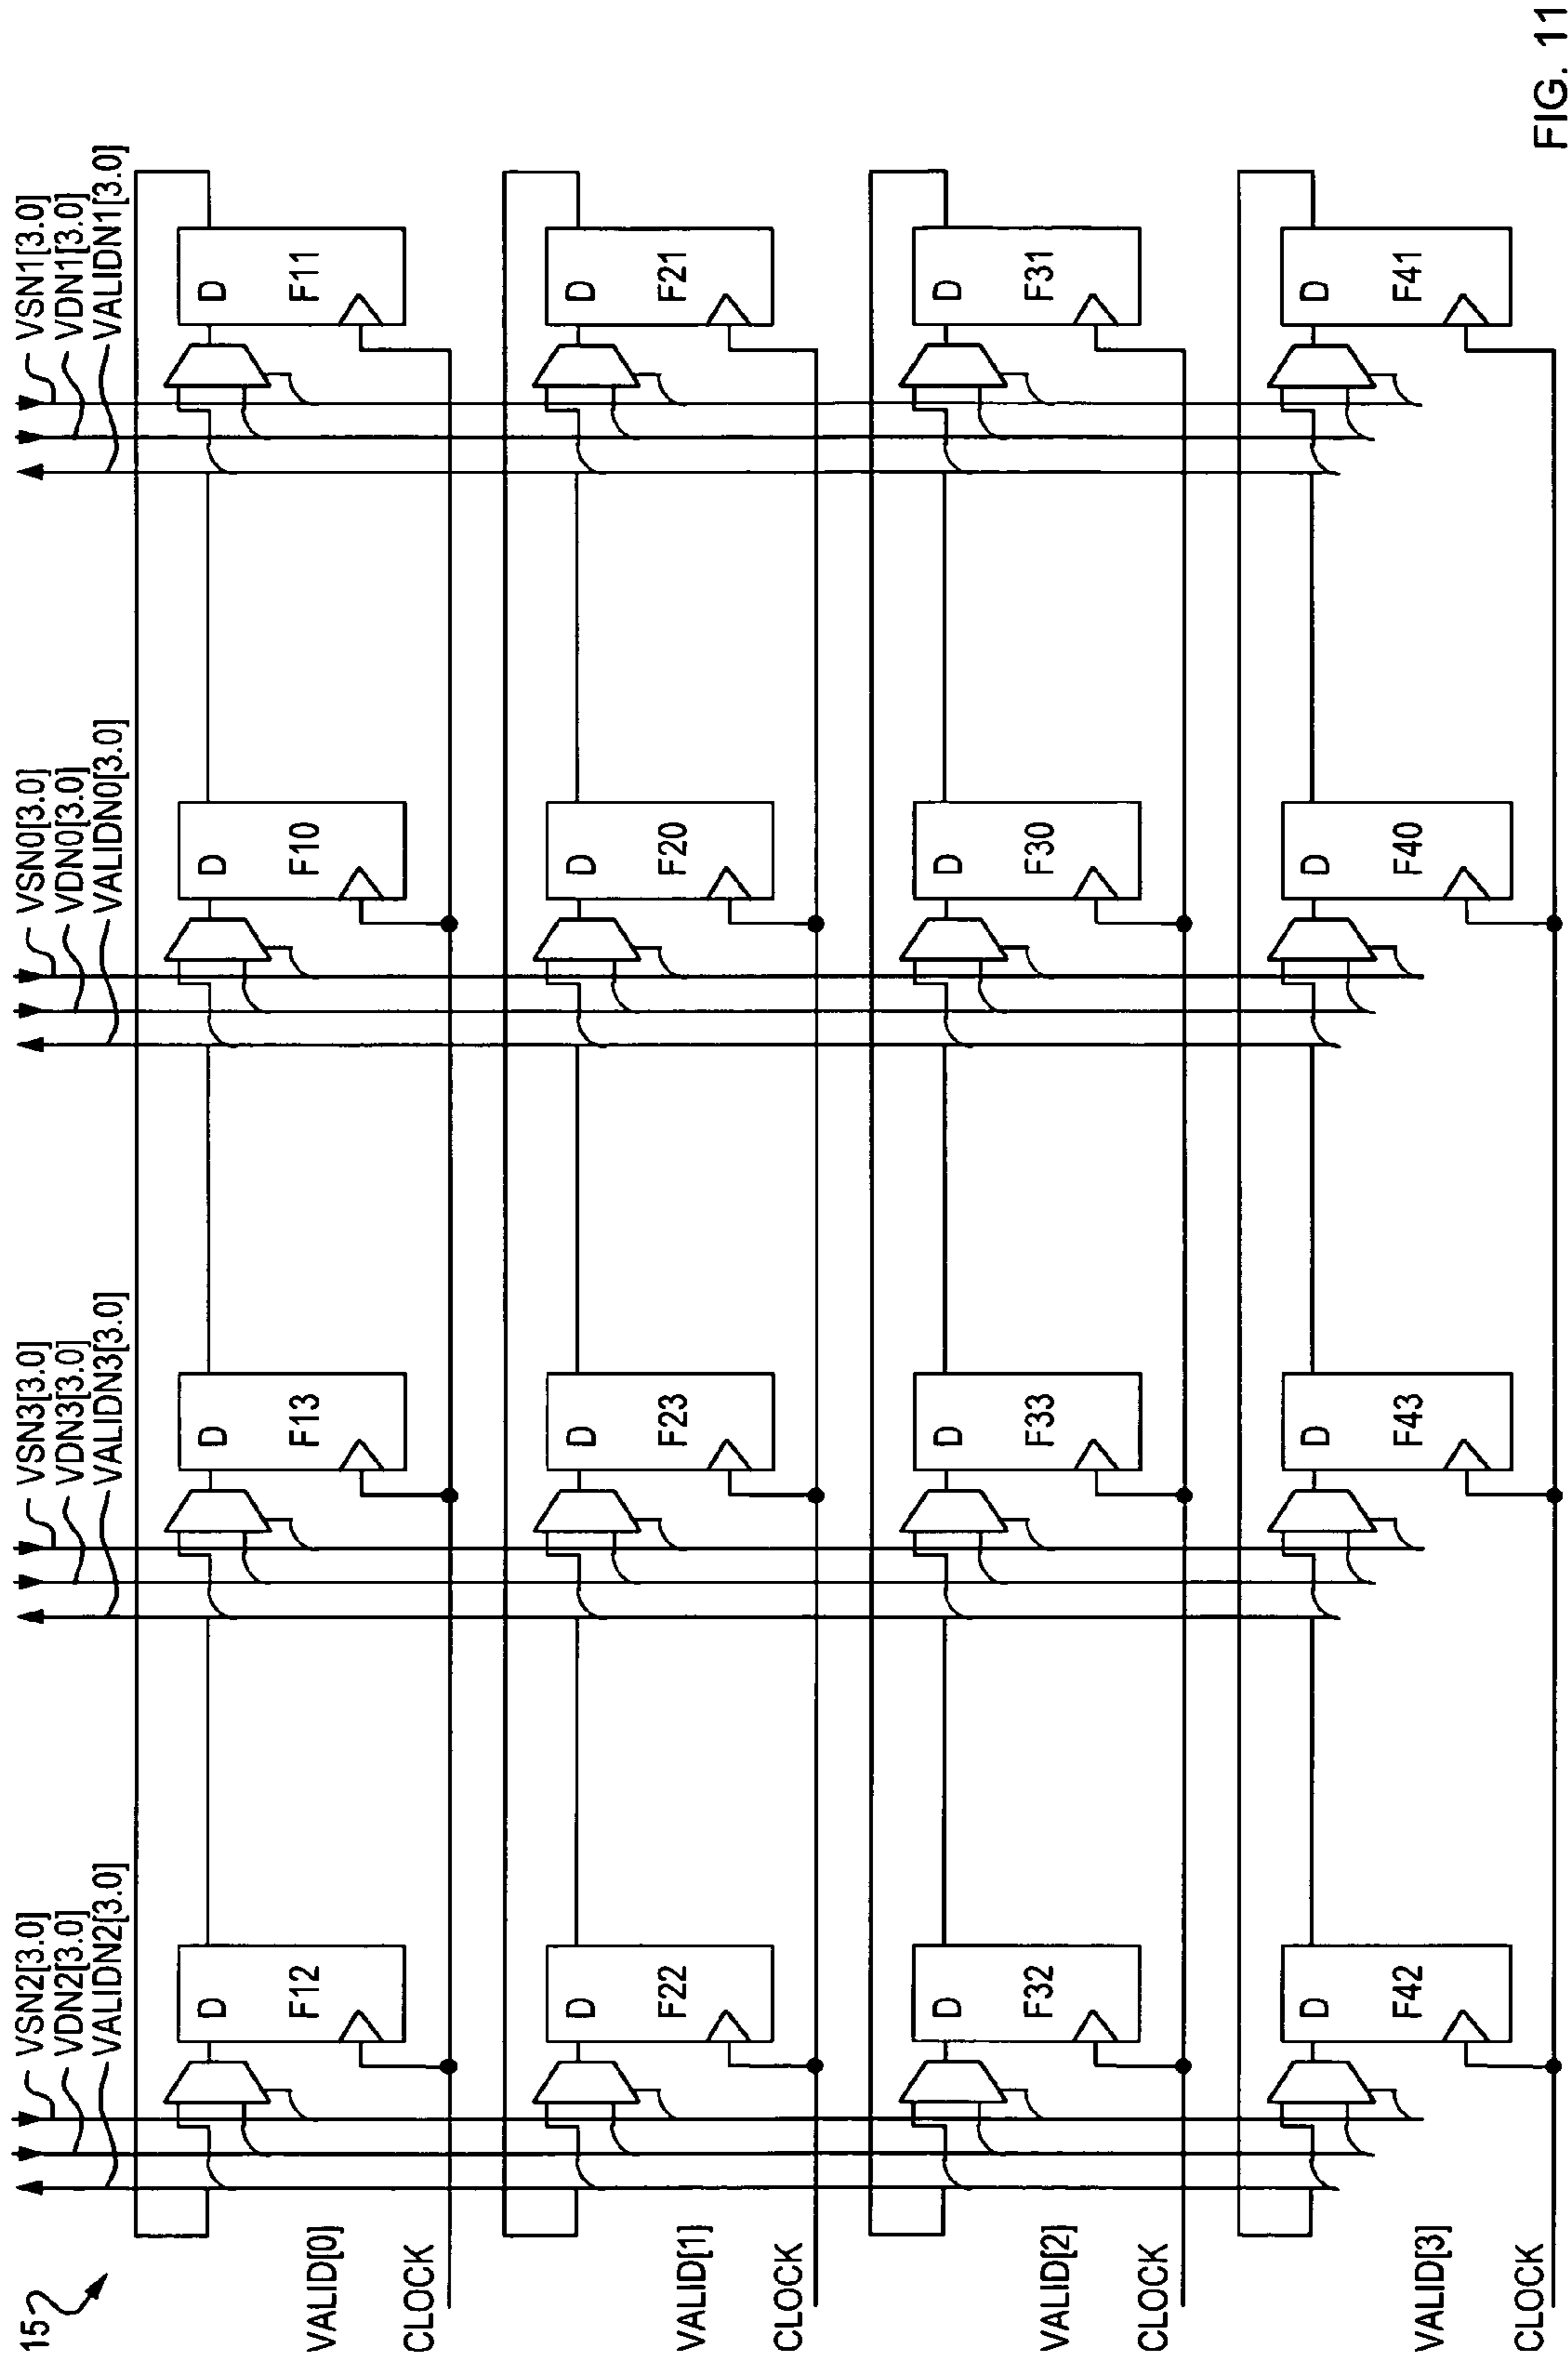 15
VSN2[3.0]
VDN2[3.0]
VALIDN2[3.0]
VSN3[3.0]
VDN3[3.0]
VALIDN3[3.0]
VSN0[3.0]
VDN0[3.0]
VALIDN0[3.0]
VSN1[3.0]
VDN1[3.0]
VALIDN1[3.0]
D
F12
D
F13
D
F10
D
F11
VALID[0]
CLOCK
D
F22
D
F23
D
F20
D
F21
VALID[1]
CLOCK
D
F32
D
F33
D
F30
D
F31
VALID[2]
CLOCK
D
F42
D
F43
D
F40
D
F41
VALID[3]
CLOCK
FIG. 11